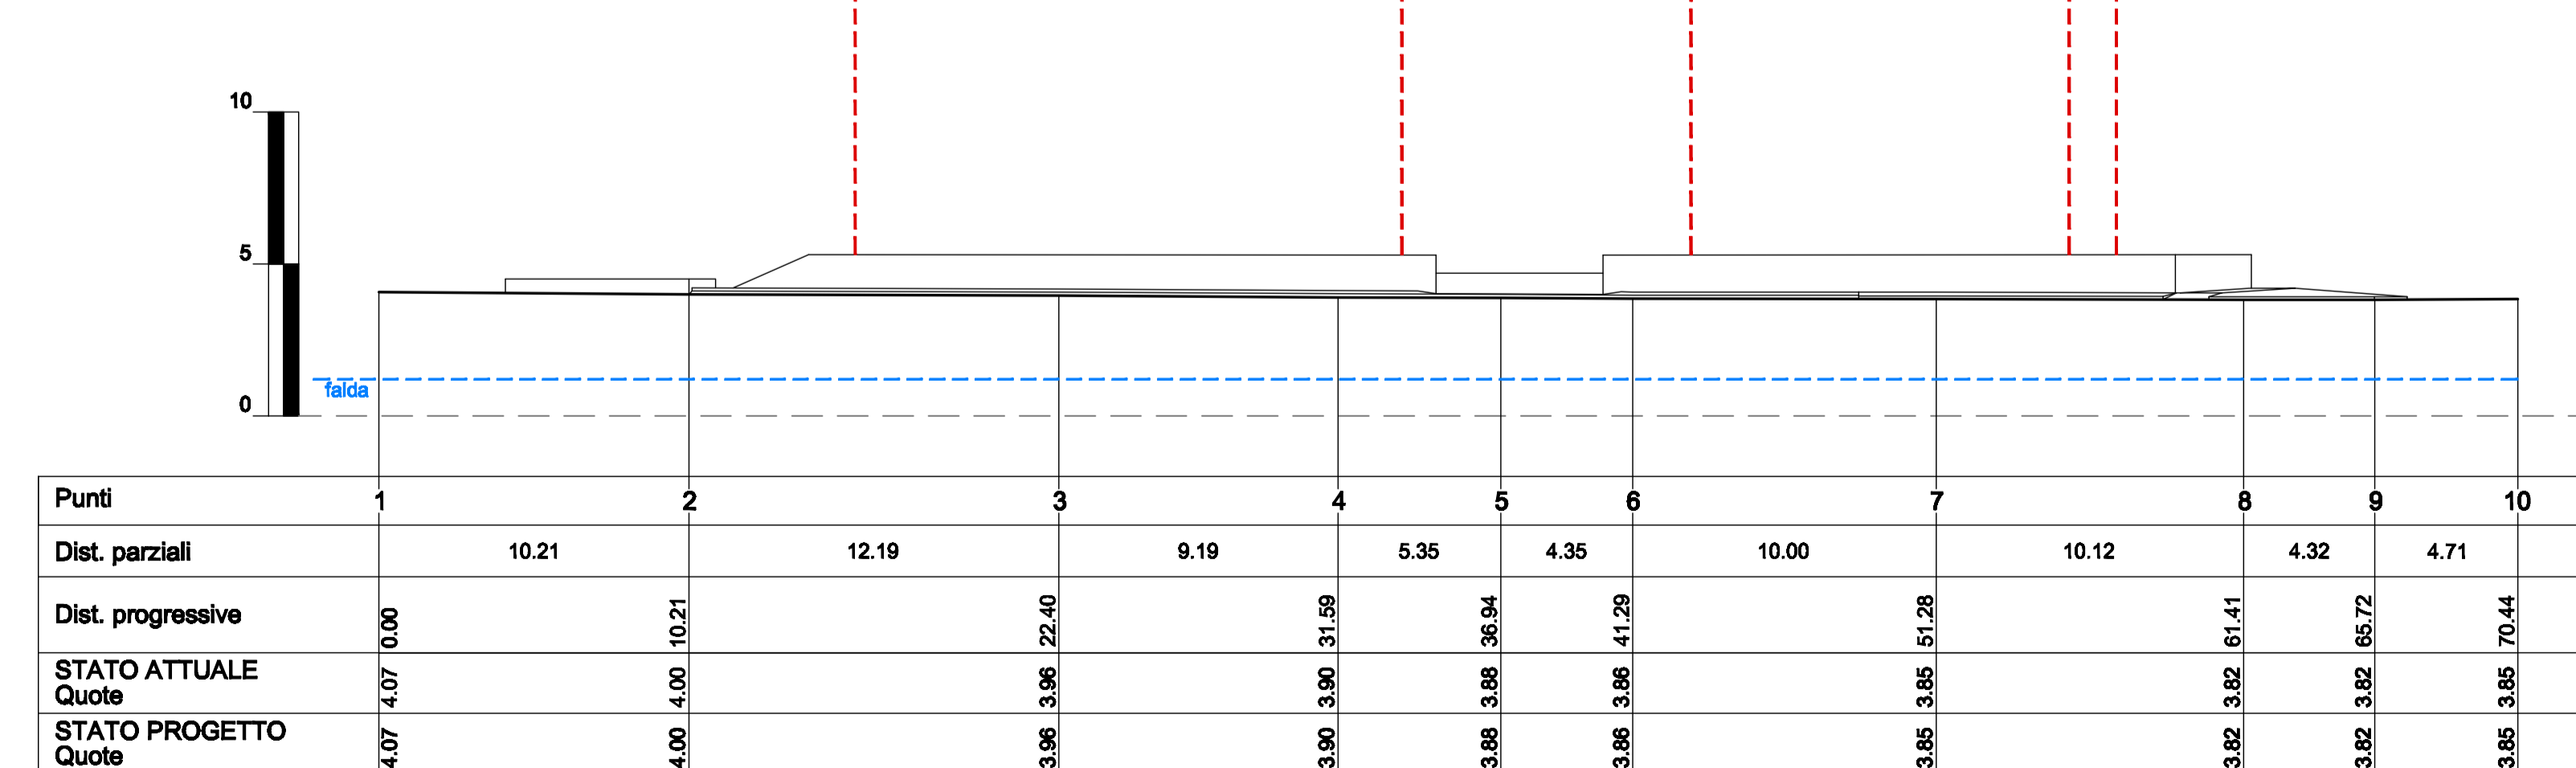 10
5
0
falda
Punti 1 2 3 4 5 6 7 8 9 10
Dist. parziali 10.21 12.19 9.19 5.35 4.35 10.00 10.12 4.32 4.71
Dist. progressive 0.00 10.21 22.40 31.59 36.94 41.29 51.28 61.41 65.72 70.44
STATO ATTUALE
Quote 4.07 4.00 3.96 3.90 3.88 3.86 3.85 3.82 3.82 3.85
STATO PROGETTO
Quote 4.07 4.00 3.96 3.90 3.88 3.86 3.85 3.82 3.82 3.85